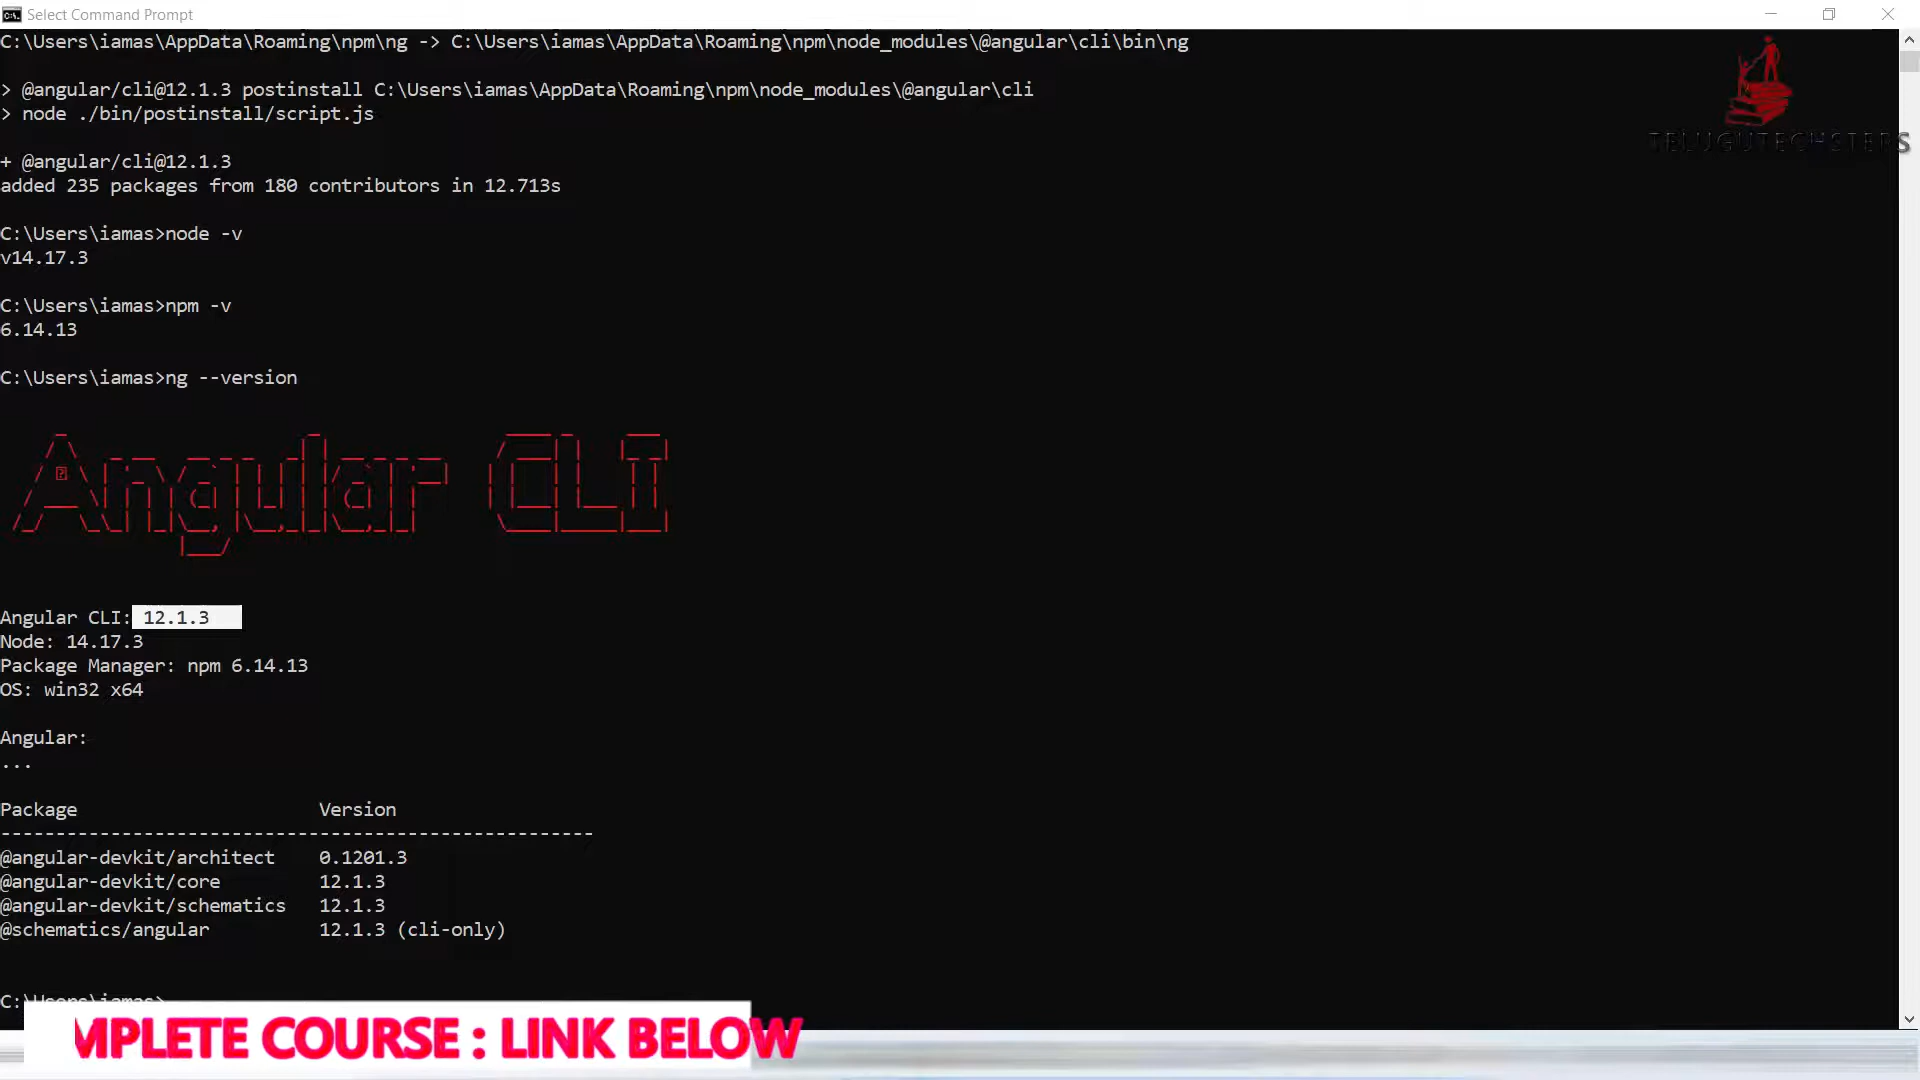 Select Command Prompt
C:\Users\iamas\AppData\Roaming\npm\ng -> C:\Users\iamas\AppData\Roaming\npm\node_modules\@angular\cli\bin\ng
> @angular/cli@12.1.3 postinstall C:\Users\iamas\AppData\Roaming\npm\node_modules\@angular\cli
> node ./bin/postinstall/script.js
TELUGUTECHSTERS
+ @angular/cli@12.1.3
added 235 packages from 180 contributors in 12.713s
C:\Users\iamas>node -v
v14.17.3
C:\Users\iamas>npm -v
6.14.13
C:\Users\iamas>ng --version
Angular CLI
Angular CLI: 12.1.3
Node: 14.17.3
Package Manager: npm 6.14.13
OS: win32 x64
Angular:
...
Package Version
------------------------------------------------------
@angular-devkit/architect 0.1201.3
@angular-devkit/core 12.1.3
@angular-devkit/schematics 12.1.3
@schematics/angular 12.1.3 (cli-only)
C:\Users\iamas>
MPLETE COURSE : LINK BELOW